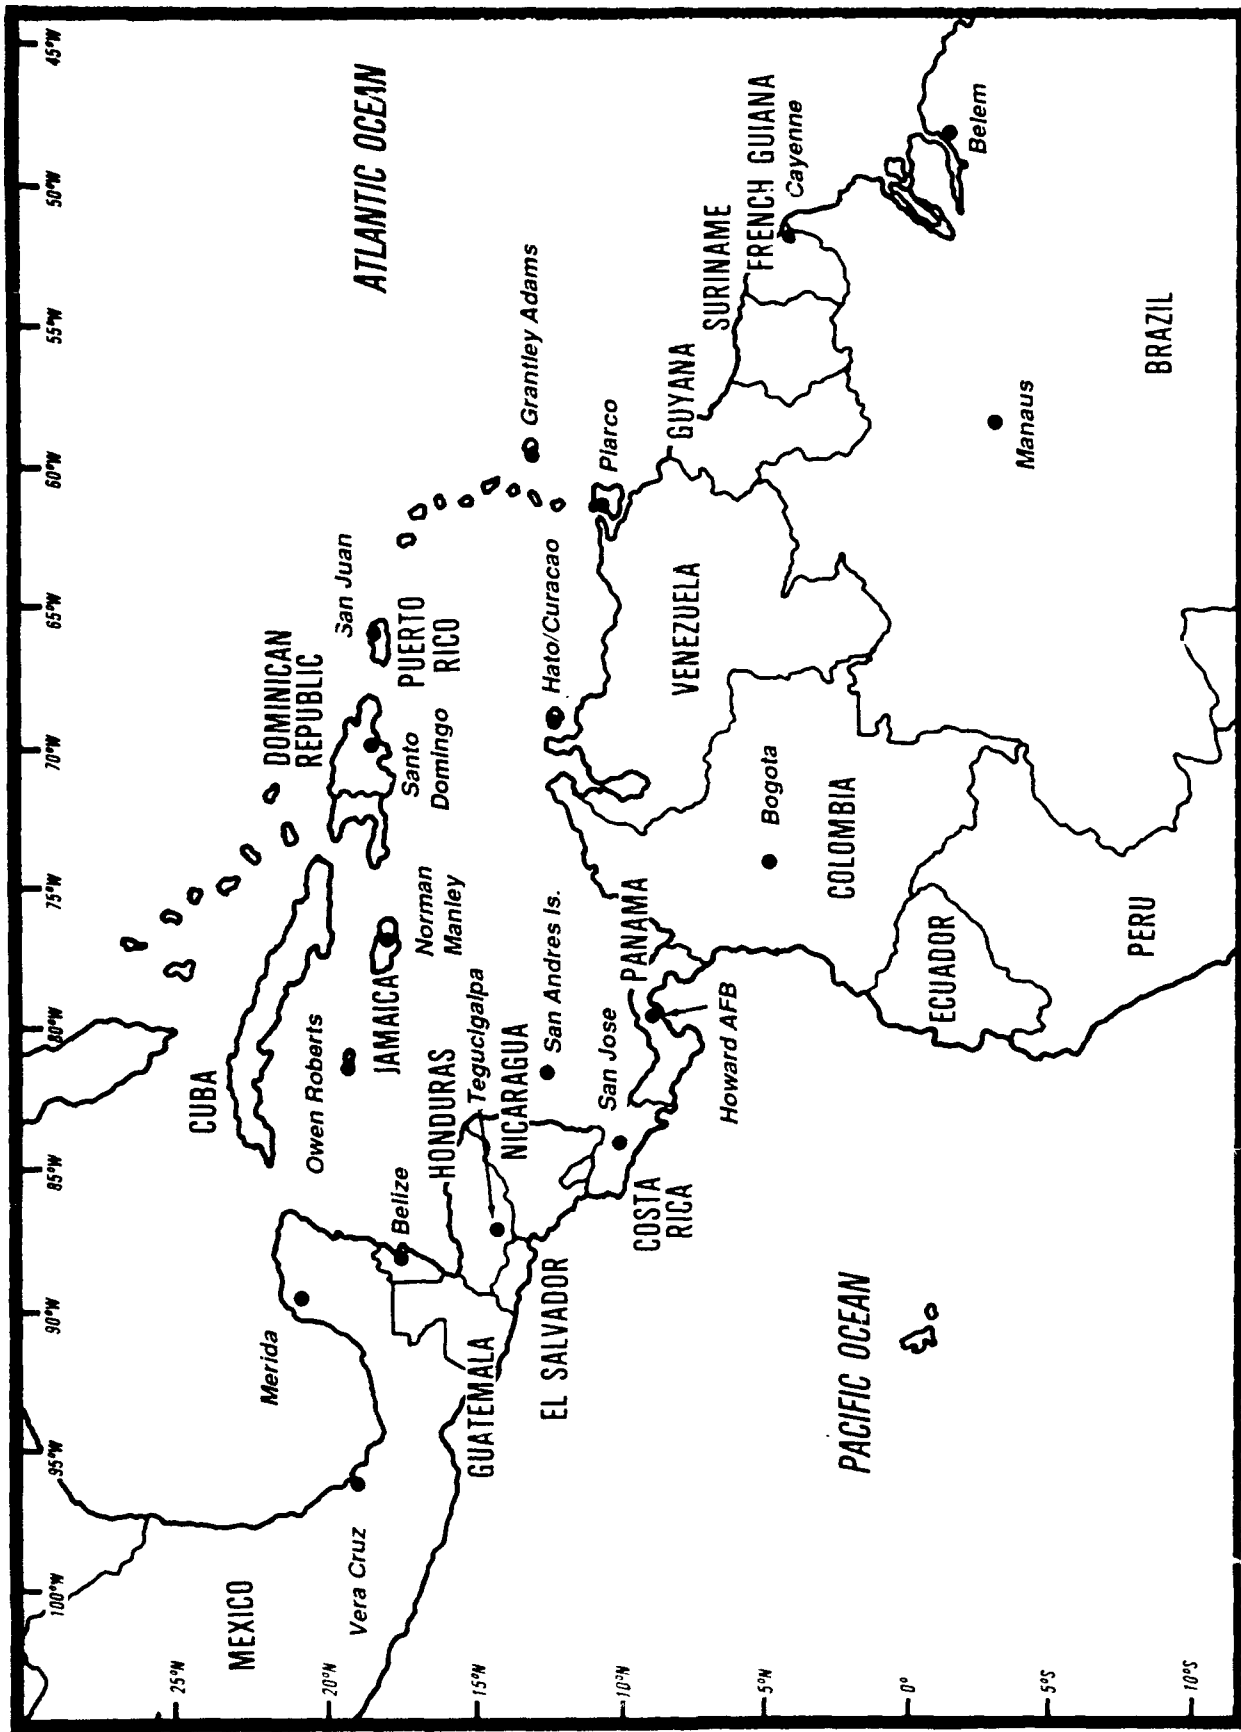 45°W
50°W
55°W
60°W
65°W
70°W
75°W
80°W
85°W
90°W
95°W
100°W
25°N
20°N
15°N
10°N
5°N
0°
5°S
10°S
ATLANTIC OCEAN
PACIFIC OCEAN
MEXICO
Vera Cruz
Merida
GUATEMALA
EL SALVADOR
Belize
HONDURAS
Tegucigalpa
NICARAGUA
COSTA
RICA
San Jose
San Andres Is.
PANAMA
Howard AFB
CUBA
Owen Roberts
JAMAICA
Norman
Manley
DOMINICAN
REPUBLIC
Santo
Domingo
San Juan
PUERTO
RICO
Hato/Curacao
Grantley Adams
Piarco
VENEZUELA
GUYANA
SURINAME
FRENCH GUIANA
Cayenne
Belem
Manaus
BRAZIL
Bogota
COLOMBIA
ECUADOR
PERU